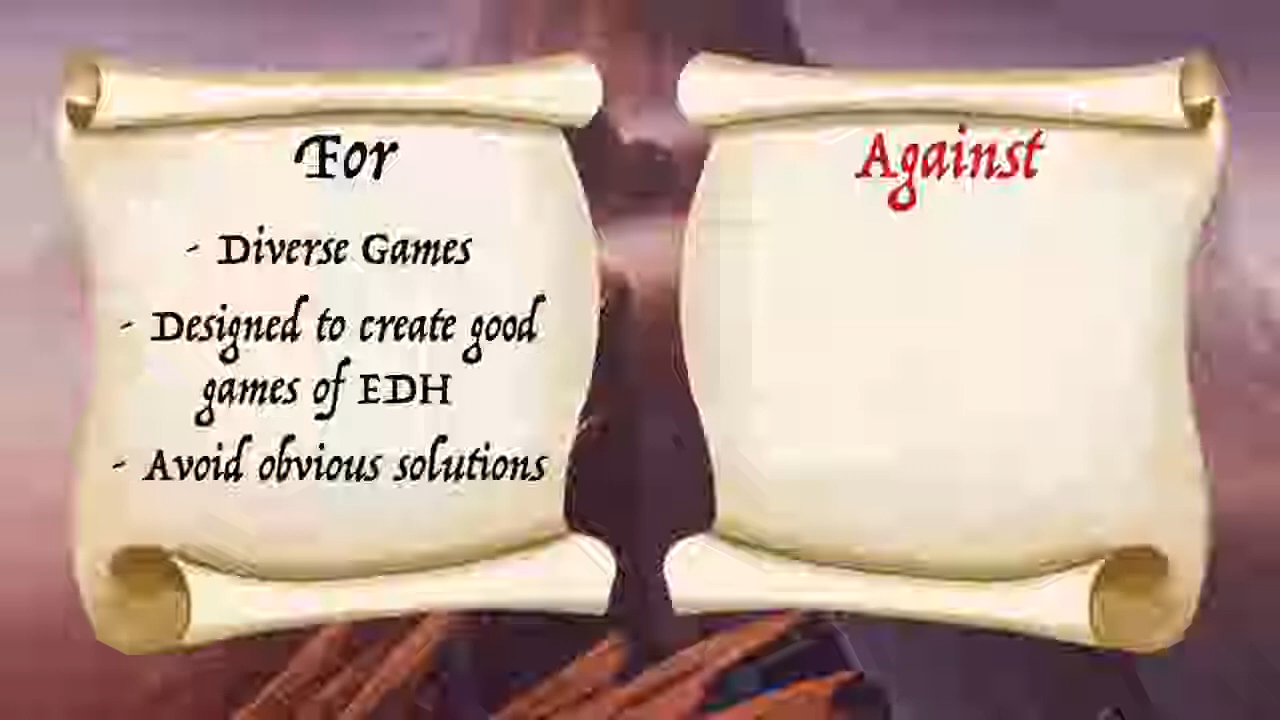 For
- Diverse Games
- Designed to create good
games of EDH
- Avoid obvious solutions
Against